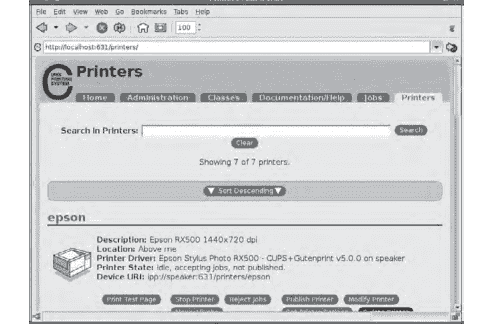 File Edit View Web Go Bookmarks Tabs Help
100
http://localhost:631/printers/
UNIX
PRINTING
SYSTEM
Printers
Home Administration Classes Documentation/Help Jobs Printers
Search in Printers: Search
Clear
Showing 7 of 7 printers.
▼ Sort Descending ▼
epson
Description: Epson RX500 1440x720 dpi
Location: Above me
Printer Driver: Epson Stylus Photo RX500 - CUPS+Gutenprint v5.0.0 on speaker
Printer State: idle, accepting jobs, not published.
Device URI: ipp://speaker:631/printers/epson
Print Test Page Stop Printer Reject Jobs Publish Printer Modify Printer